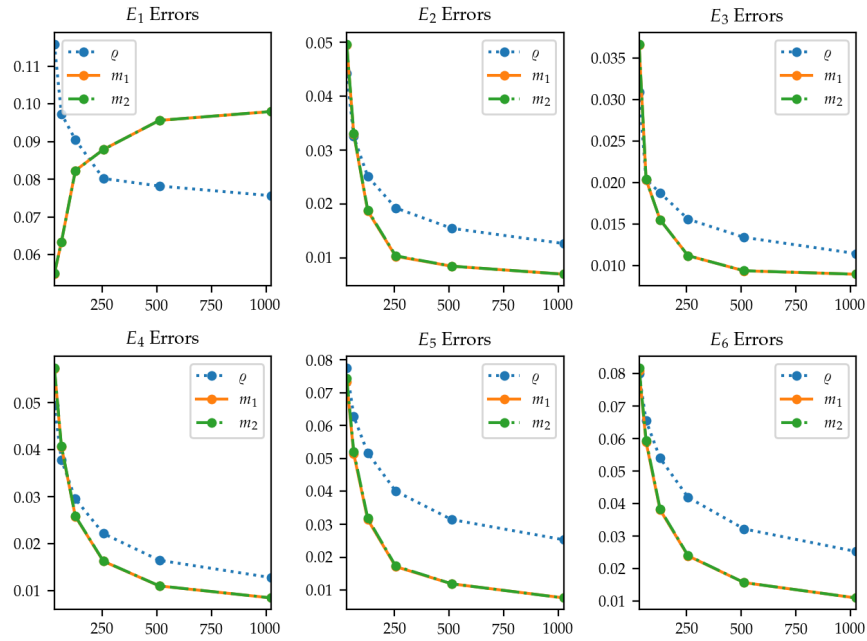 E₁ Errors
0.11
0.10
0.09
0.08
0.07
0.06
250 500 750 1000
ϱ
m₁
m₂
E₂ Errors
0.05
0.04
0.03
0.02
0.01
250 500 750 1000
ϱ
m₁
m₂
E₃ Errors
0.035
0.030
0.025
0.020
0.015
0.010
250 500 750 1000
ϱ
m₁
m₂
E₄ Errors
0.05
0.04
0.03
0.02
0.01
250 500 750 1000
ϱ
m₁
m₂
E₅ Errors
0.08
0.07
0.06
0.05
0.04
0.03
0.02
0.01
250 500 750 1000
ϱ
m₁
m₂
E₆ Errors
0.08
0.07
0.06
0.05
0.04
0.03
0.02
0.01
250 500 750 1000
ϱ
m₁
m₂